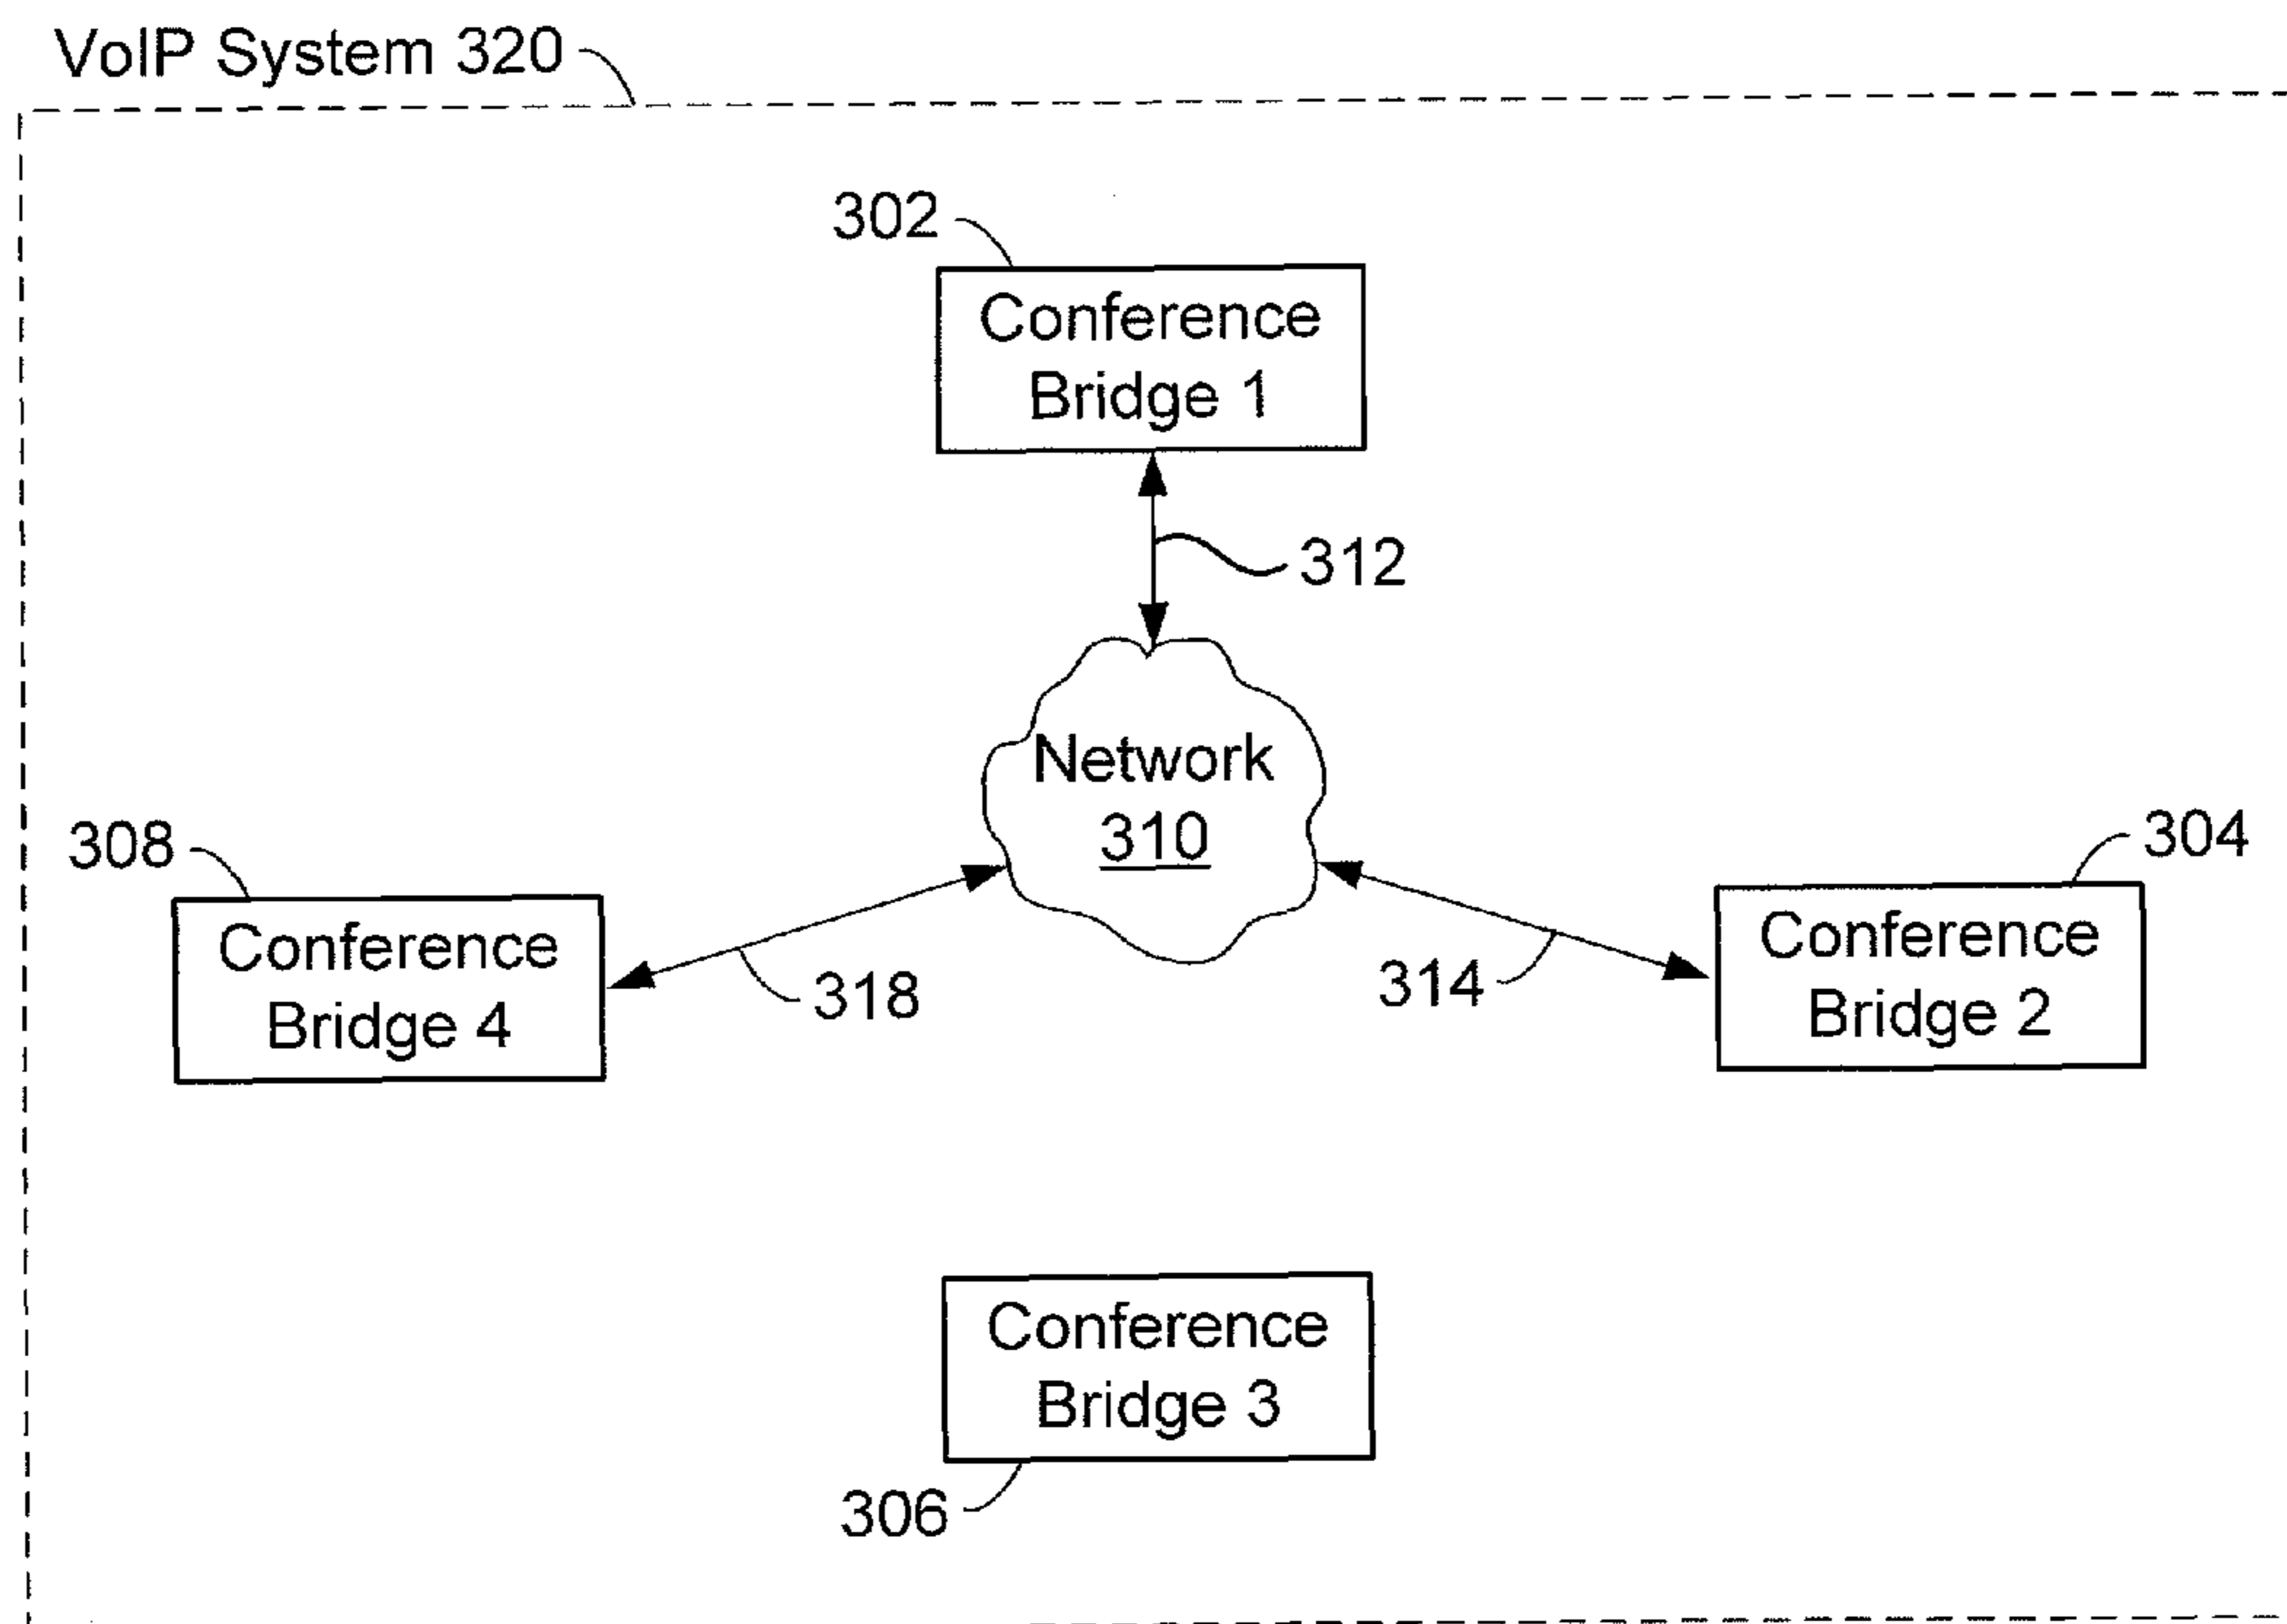 VoIP System 320
302
Conference
Bridge 1
312
Network
310
308
304
Conference
Bridge 4
318
314
Conference
Bridge 2
Conference
Bridge 3
306